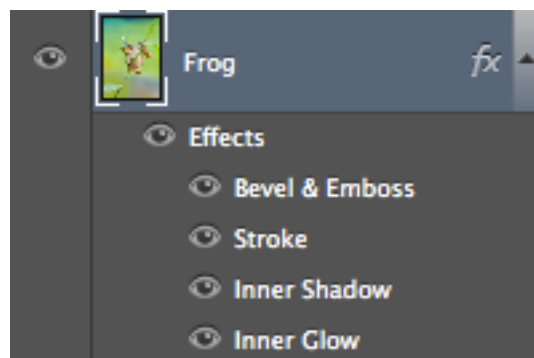 Frog fx
Effects
Bevel & Emboss
Stroke
Inner Shadow
Inner Glow